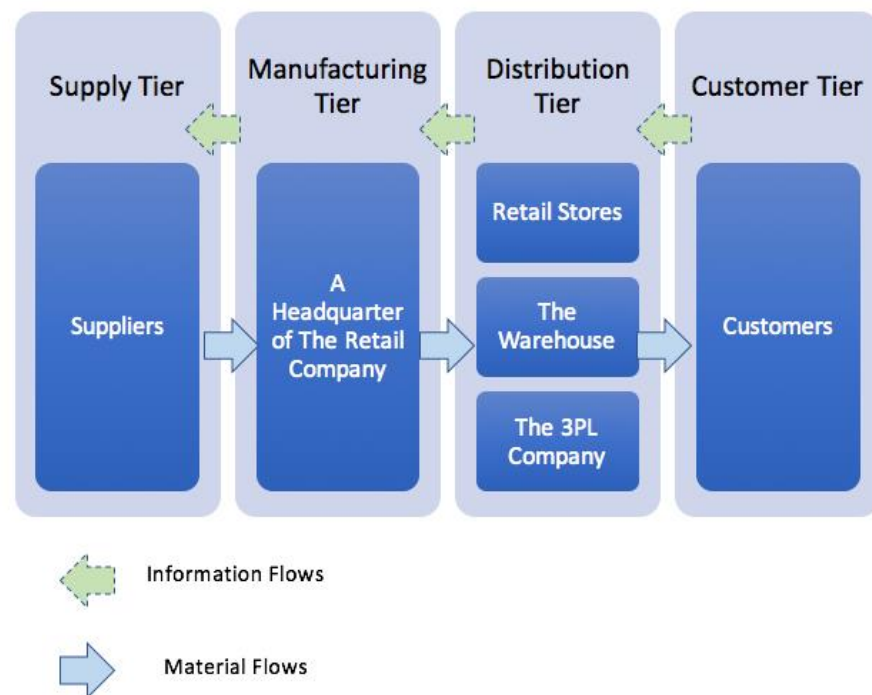 Supply Tier
Manufacturing
Tier
Distribution
Tier
Customer Tier
Suppliers
A
Headquarter
of The Retail
Company
Retail Stores
The
Warehouse
The 3PL
Company
Customers
Information Flows
Material Flows